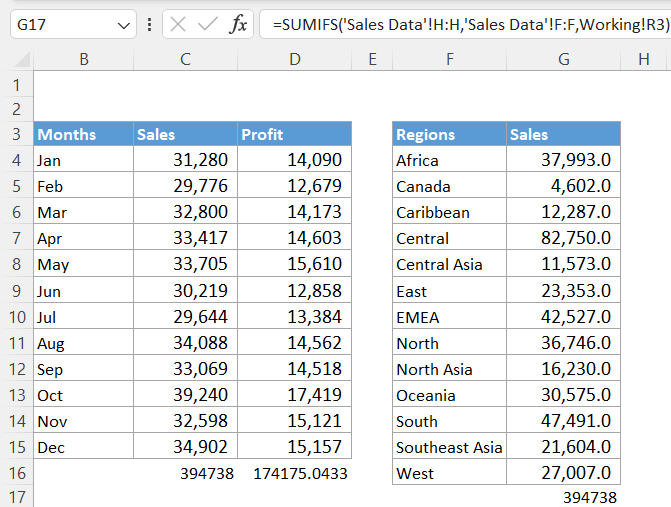 G17 fx =SUMIFS('Sales Data'!H:H,'Sales Data'!F:F,Working!R3)
B C D E F G H
1
2
3 Months Sales Profit Regions Sales
4 Jan 31,280 14,090 Africa 37,993.0
5 Feb 29,776 12,679 Canada 4,602.0
6 Mar 32,800 14,173 Caribbean 12,287.0
7 Apr 33,417 14,603 Central 82,750.0
8 May 33,705 15,610 Central Asia 11,573.0
9 Jun 30,219 12,858 East 23,353.0
10 Jul 29,644 13,384 EMEA 42,527.0
11 Aug 34,088 14,562 North 36,746.0
12 Sep 33,069 14,518 North Asia 16,230.0
13 Oct 39,240 17,419 Oceania 30,575.0
14 Nov 32,598 15,121 South 47,491.0
15 Dec 34,902 15,157 Southeast Asia 21,604.0
16 394738 174175.0433 West 27,007.0
17 394738